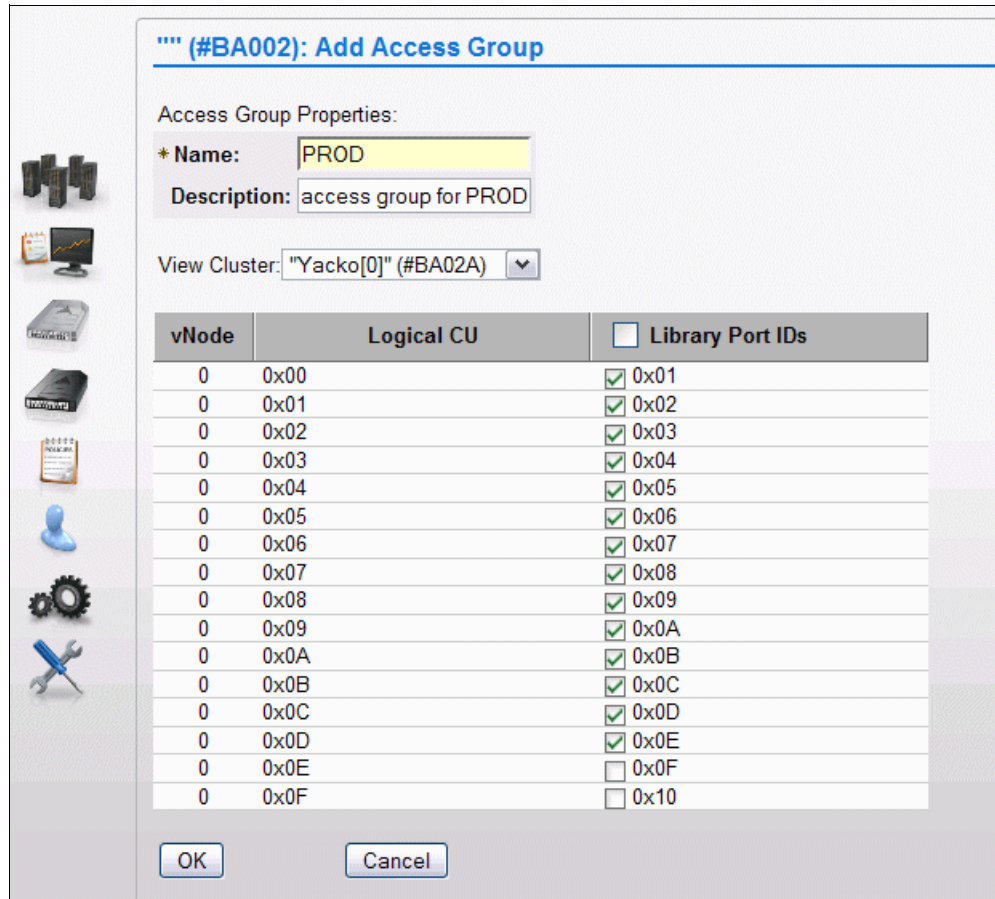 "" (#BA002): Add Access Group
Access Group Properties:
* Name: PROD
Description: access group for PROD
View Cluster: "Yacko[0]" (#BA02A)
vNode Logical CU Library Port IDs
0 0x00 0x01
0 0x01 0x02
0 0x02 0x03
0 0x03 0x04
0 0x04 0x05
0 0x05 0x06
0 0x06 0x07
0 0x07 0x08
0 0x08 0x09
0 0x09 0x0A
0 0x0A 0x0B
0 0x0B 0x0C
0 0x0C 0x0D
0 0x0D 0x0E
0 0x0E 0x0F
0 0x0F 0x10
OK Cancel